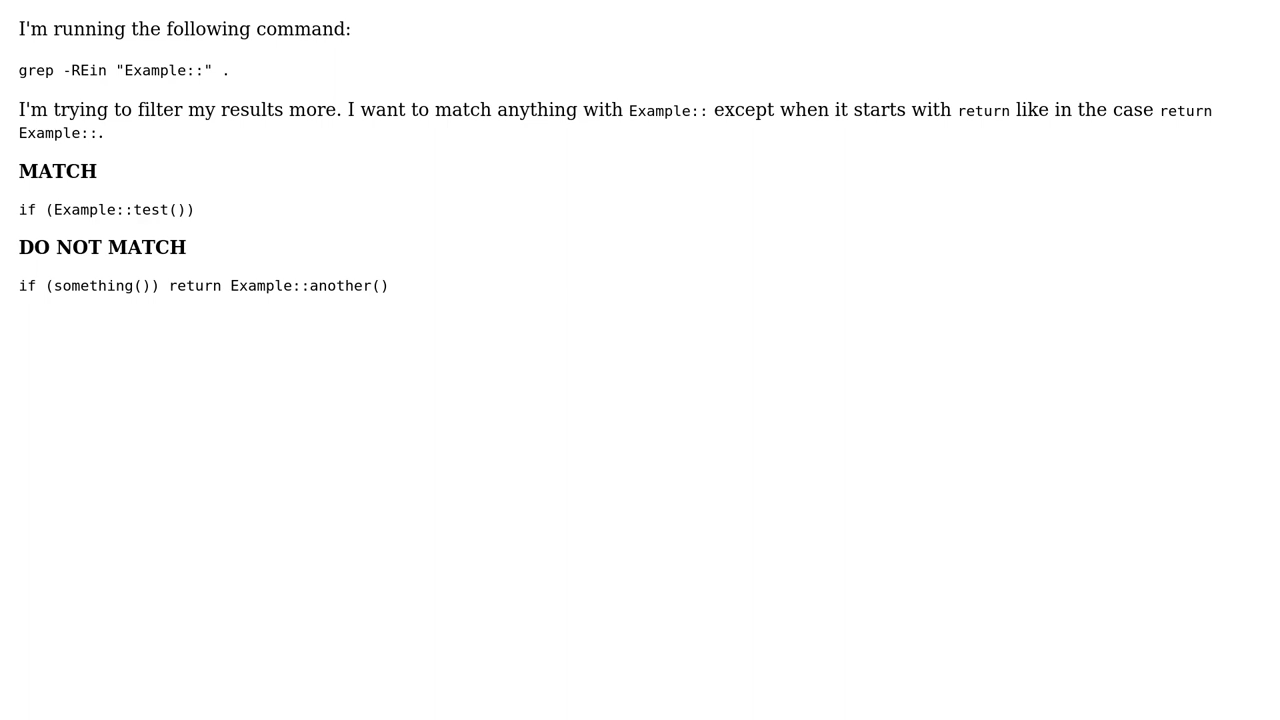 I'm running the following command:
grep -REin "Example::" .
I'm trying to filter my results more. I want to match anything with Example:: except when it starts with return like in the case return
Example::.
MATCH
if (Example::test())
DO NOT MATCH
if (something()) return Example::another()